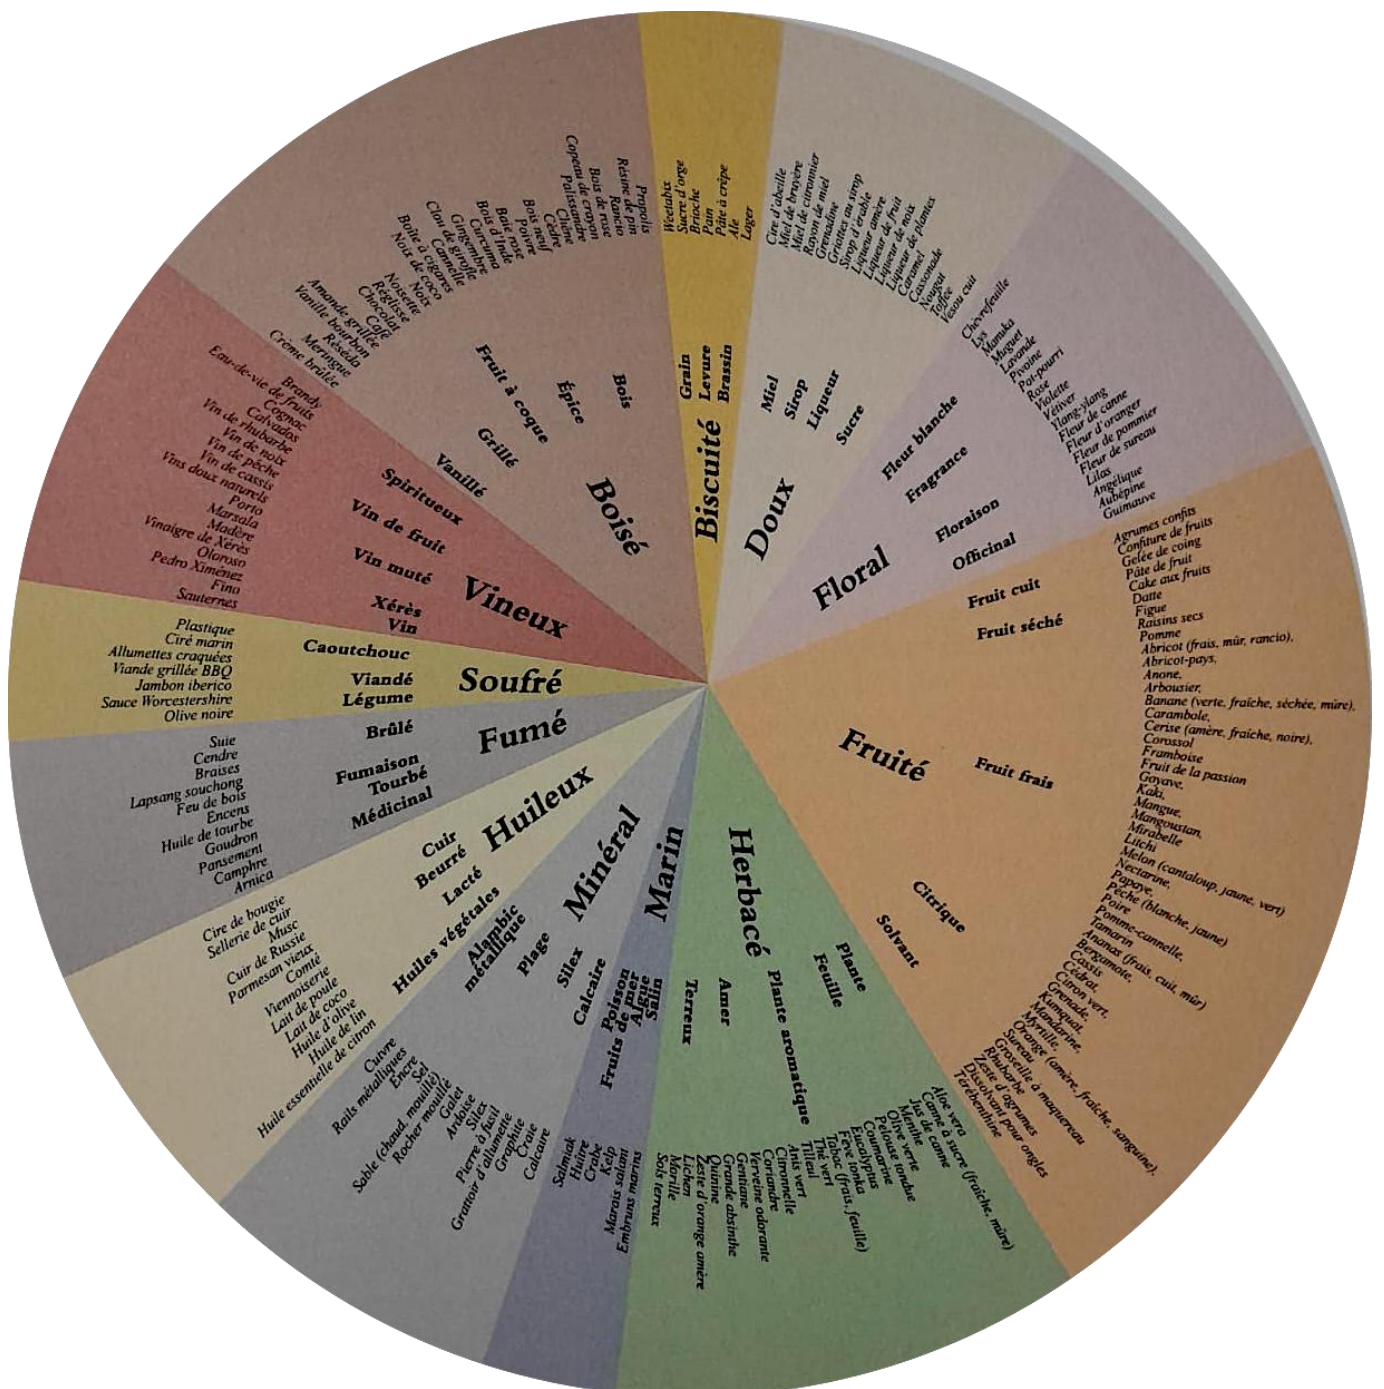 Biscuité
Grain
Levure
Brassin
Weetabix
Sucre d'orge
Brioche
Pain
Pâte à crêpe
Ale
Lager
Doux
Miel
Sirop
Liqueur
Sucre
Cire d'abeille
Miel de bruyère
Miel de citronnier
Rayon de miel
Grenadine
Griottes au sirop
Sirop d'érable
Liqueur amère
Liqueur de fruit
Liqueur de noix
Liqueur de plantes
Caramel
Cassonade
Nougat
Toffee
Vesou cuit
Floral
Fleur blanche
Fragrance
Floraison
Officinal
Chèvrefeuille
Lys
Manuka
Muguet
Lavande
Pivoine
Pot-pourri
Rose
Violette
Vétiver
Ylang-ylang
Fleur de canne
Fleur d'oranger
Fleur de pommier
Fleur de sureau
Lilas
Angélique
Aubépine
Guimauve
Fruité
Fruit cuit
Fruit séché
Fruit frais
Citrique
Solvant
Agrumes confits
Confiture de fruits
Gelée de coing
Pâte de fruit
Cake aux fruits
Datte
Figue
Raisins secs
Pomme
Abricot (frais, mûr, rancio),
Abricot-pays,
Anone,
Arbousier,
Banane (verte, fraîche, séchée, mûre),
Carambole,
Cerise (amère, fraîche, noire),
Corossol
Framboise
Fruit de la passion
Goyave,
Kaki,
Mangue,
Mangoustan,
Mirabelle
Litchi
Melon (cantaloup, jaune, vert)
Nectarine,
Papaye,
Pêche (blanche, jaune)
Poire
Pomme-cannelle,
Tamarin
Ananas (frais, cuit, mûr)
Bergamote,
Cassis
Cédrat,
Citron vert,
Grenade,
Kumquat,
Mandarine,
Myrtille,
Orange (amère, fraîche, sanguine),
Sureau
Groseille à maquereau
Rhubarbe
Zeste d'agrumes
Dissolvant pour ongles
Térébenthine
Herbacé
Plante
Feuille
Plante aromatique
Amer
Terreux
Aloe vera
Canne à sucre (fraîche, mûre)
Jus de canne
Menthe
Olive verte
Pelouse tondue
Coumarine
Eucalyptus
Fève tonka
Tabac (frais, feuille)
Thé vert
Tilleul
Anis vert
Citronnelle
Coriandre
Verveine odorante
Gentiane
Grande absinthe
Quinine
Zeste d'orange amère
Lichen
Morille
Sols terreux
Marin
Salin
Algue
Fruits de mer
Poisson
Embruns marins
Marais salant
Kelp
Crabe
Huître
Salmiak
Minéral
Calcaire
Silex
Plage
Alambic
métallique
Calcaire
Craie
Graphite
Grattoir d'allumette
Pierre à fusil
Silex
Ardoise
Galet
Rocher mouillé
Sable (chaud, mouillé)
Sel
Encre
Rails métalliques
Cuivre
Huileux
Huiles végétales
Lacté
Beurré
Cuir
Huile essentielle de citron
Huile de lin
Huile d'olive
Lait de coco
Lait de poule
Viennoiserie
Comté
Parmesan vieux
Cuir de Russie
Musc
Sellerie de cuir
Cire de bougie
Fumé
Médicinal
Tourbé
Fumaison
Brûlé
Arnica
Camphre
Pansement
Goudron
Huile de tourbe
Encens
Feu de bois
Lapsang souchong
Braises
Cendre
Suie
Soufré
Légume
Viandé
Caoutchouc
Olive noire
Sauce Worcestershire
Jambon iberico
Viande grillée BBQ
Allumettes craquées
Ciré marin
Plastique
Vineux
Vin
Xérès
Vin muté
Vin de fruit
Spiritueux
Sauternes
Fino
Pedro Ximénez
Oloroso
Vinaigre de Xérès
Madère
Marsala
Porto
Vins doux naturels
Vin de cassis
Vin de pêche
Vin de noix
Vin de rhubarbe
Calvados
Cognac
Eau-de-vie de fruits
Brandy
Boisé
Vanillé
Grillé
Fruit à coque
Épice
Bois
Crème brûlée
Meringue
Réséda
Vanille bourbon
Amande grillée
Café
Chocolat
Réglisse
Noisette
Noix
Noix de coco
Boîte à cigares
Cannelle
Clou de girofle
Gingembre
Curcuma
Bois d'Inde
Baie rose
Poivre
Bois neuf
Cèdre
Chêne
Palissandre
Copeau de crayon
Bois de rose
Rancio
Résine de pin
Propolis